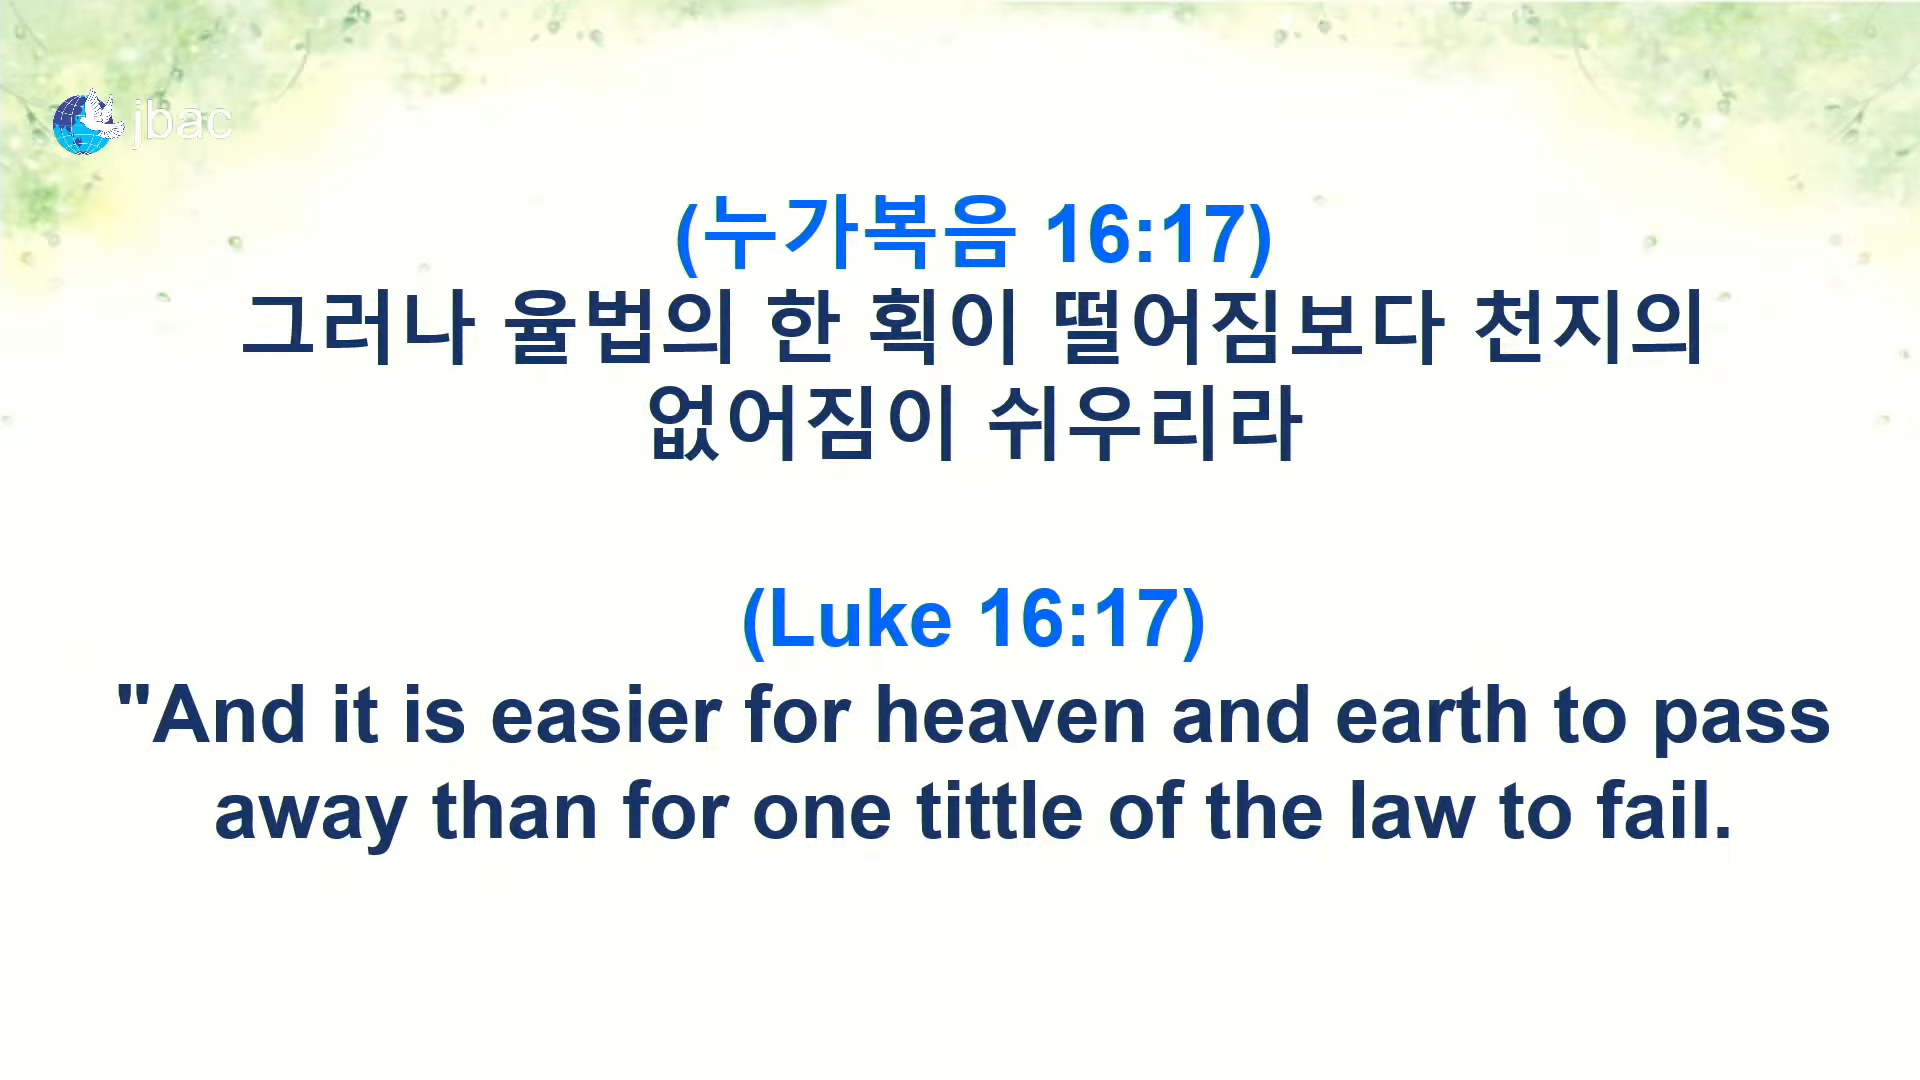 jbac
(누가복음 16:17)
그러나 율법의 한 획이 떨어짐보다 천지의
없어짐이 쉬우리라
(Luke 16:17)
"And it is easier for heaven and earth to pass
away than for one tittle of the law to fail.